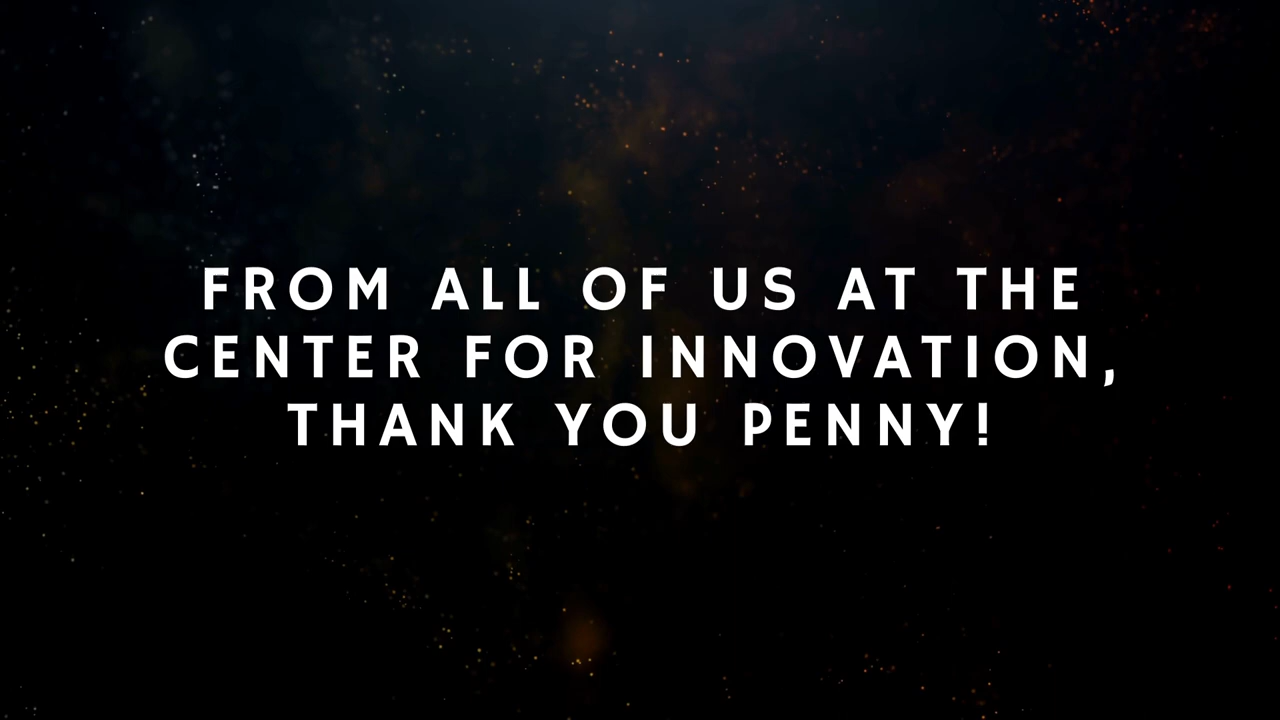 FROM ALL OF US AT THE
CENTER FOR INNOVATION,
THANK YOU PENNY!